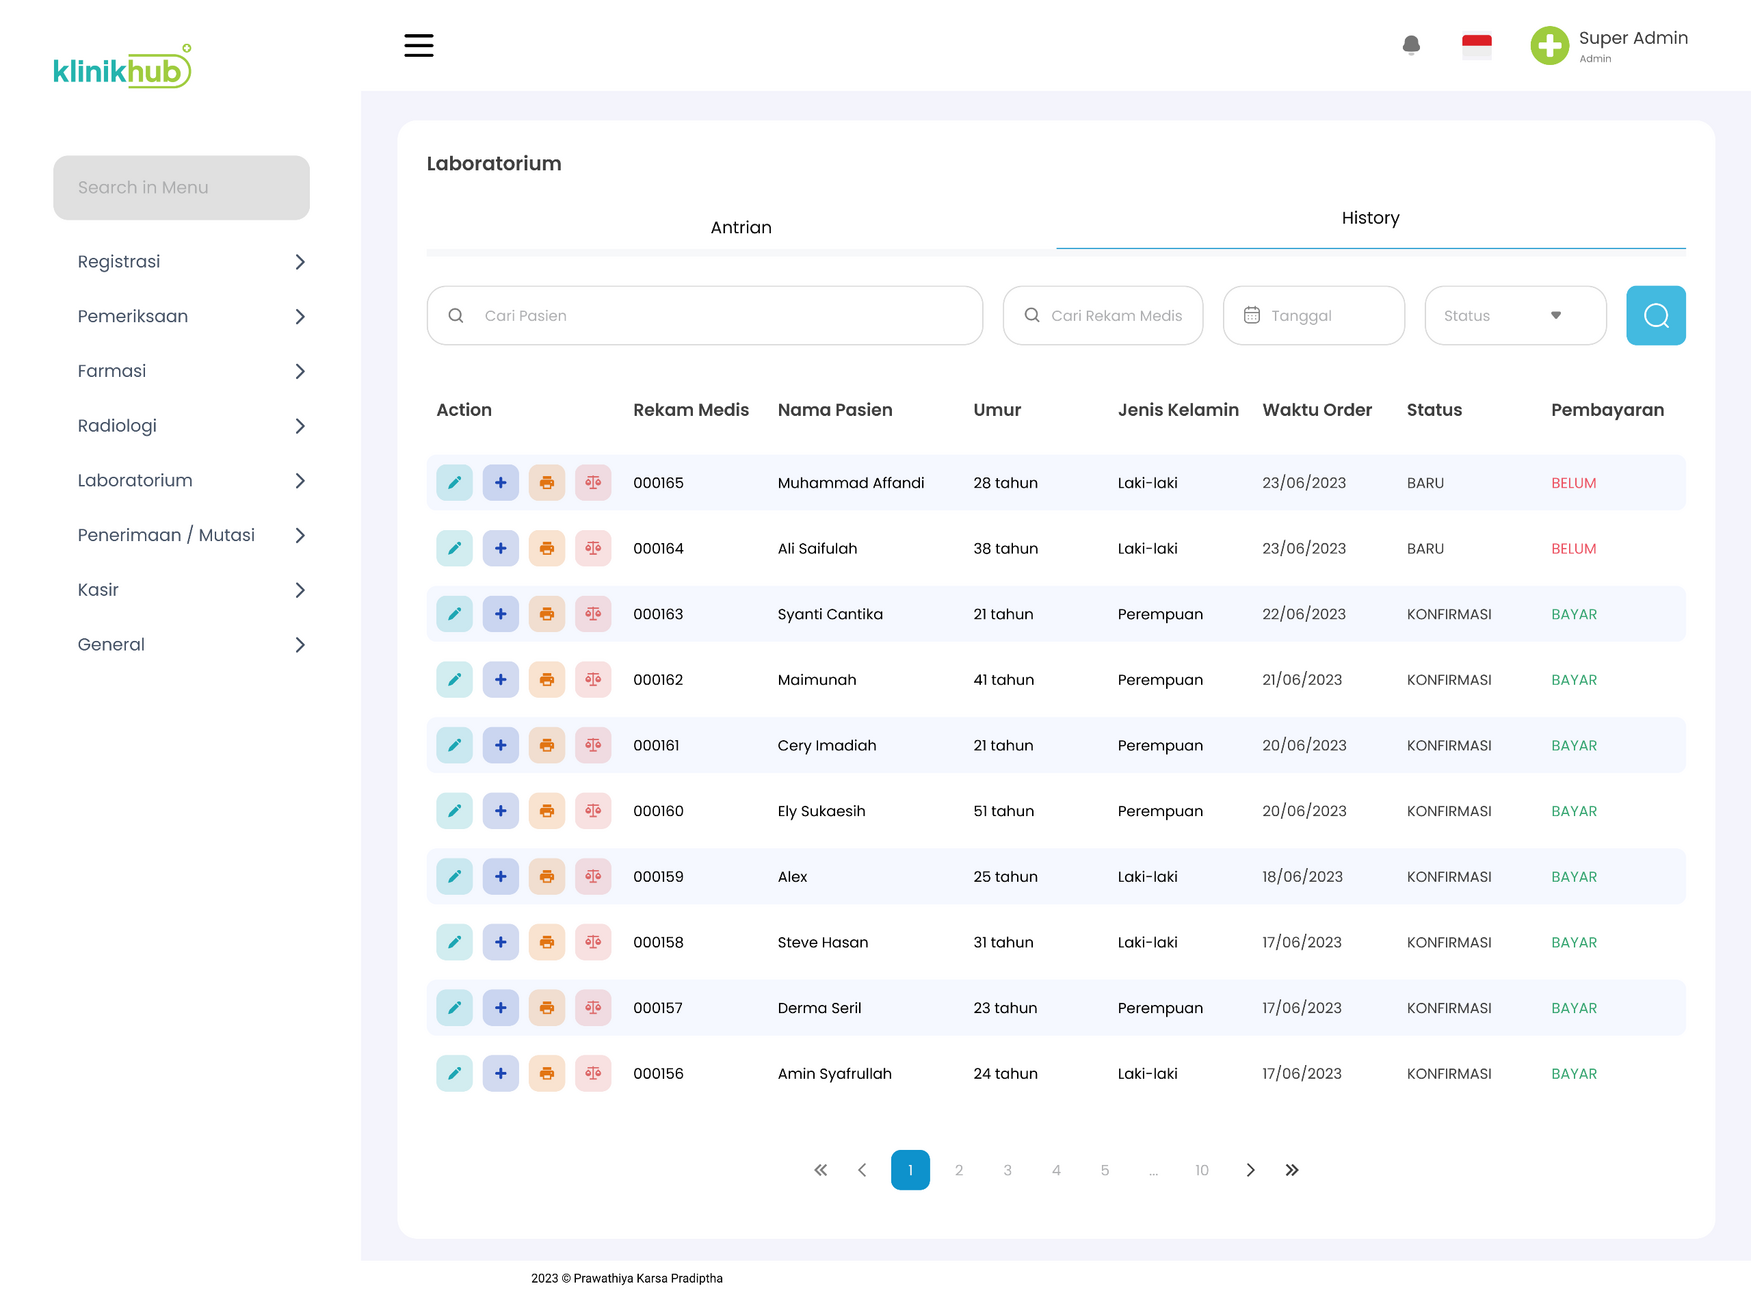 klinikhub
Super Admin
Admin
Search in Menu
Registrasi
Pemeriksaan
Farmasi
Radiologi
Laboratorium
Penerimaan / Mutasi
Kasir
General
Laboratorium
Antrian
History
Cari Pasien
Cari Rekam Medis
Tanggal
Status
Action Rekam Medis Nama Pasien Umur Jenis Kelamin Waktu Order Status Pembayaran
000165 Muhammad Affandi 28 tahun Laki-laki 23/06/2023 BARU BELUM
000164 Ali Saifulah 38 tahun Laki-laki 23/06/2023 BARU BELUM
000163 Syanti Cantika 21 tahun Perempuan 22/06/2023 KONFIRMASI BAYAR
000162 Maimunah 41 tahun Perempuan 21/06/2023 KONFIRMASI BAYAR
000161 Cery Imadiah 21 tahun Perempuan 20/06/2023 KONFIRMASI BAYAR
000160 Ely Sukaesih 51 tahun Perempuan 20/06/2023 KONFIRMASI BAYAR
000159 Alex 25 tahun Laki-laki 18/06/2023 KONFIRMASI BAYAR
000158 Steve Hasan 31 tahun Laki-laki 17/06/2023 KONFIRMASI BAYAR
000157 Derma Seril 23 tahun Perempuan 17/06/2023 KONFIRMASI BAYAR
000156 Amin Syafrullah 24 tahun Laki-laki 17/06/2023 KONFIRMASI BAYAR
1 2 3 4 5 ... 10
2023 © Prawathiya Karsa Pradiptha